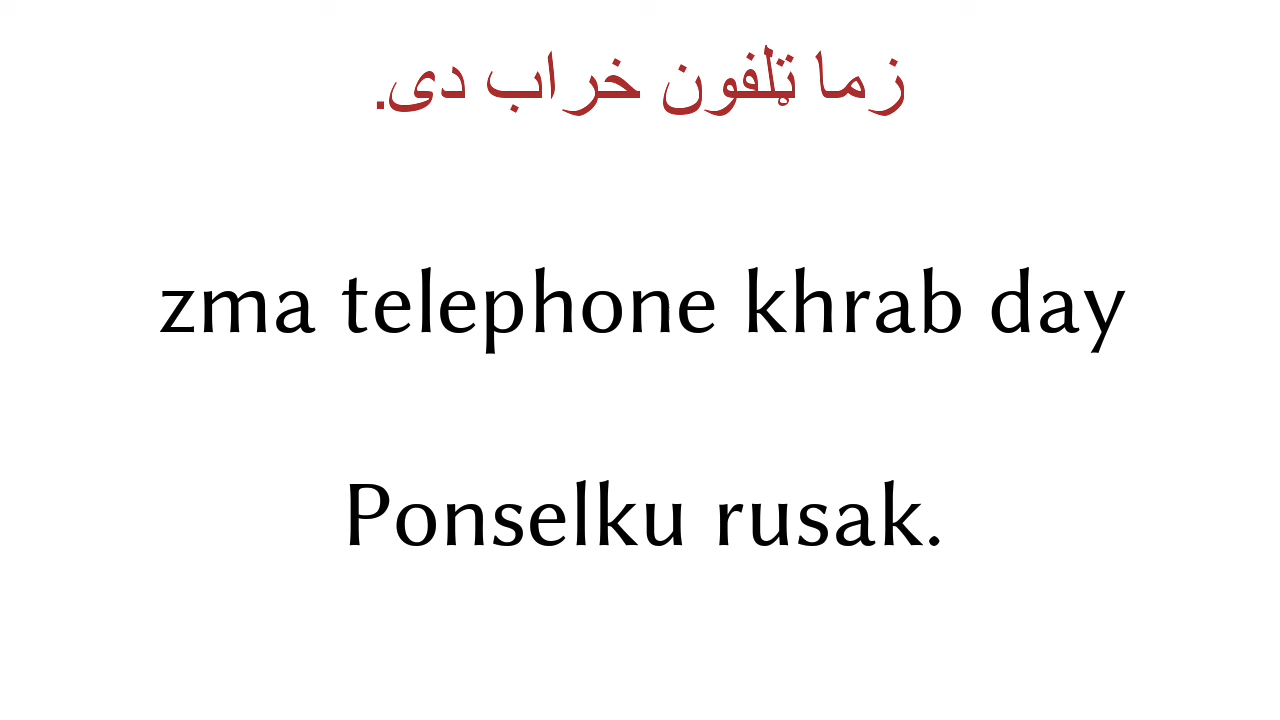 زما ټلفون خراب دی.
zma telephone khrab day
Ponselku rusak.